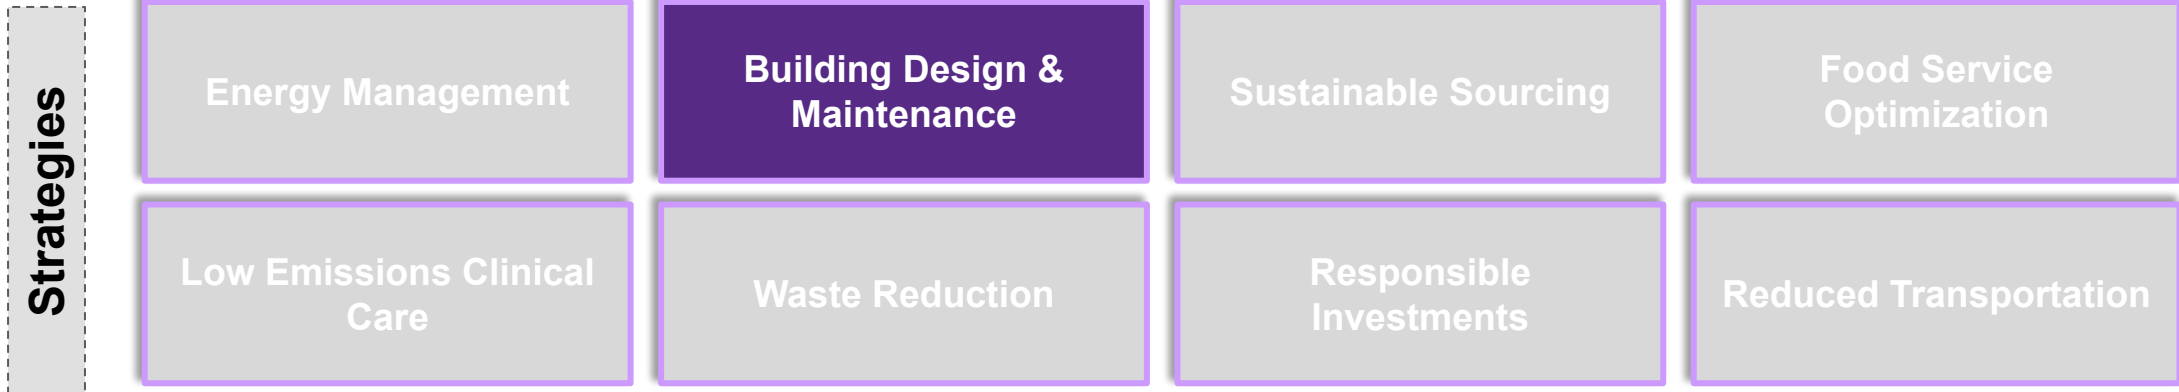 Strategies
Energy Management
Building Design &
Maintenance
Sustainable Sourcing
Food Service
Optimization
Low Emissions Clinical
Care
Waste Reduction
Responsible
Investments
Reduced Transportation